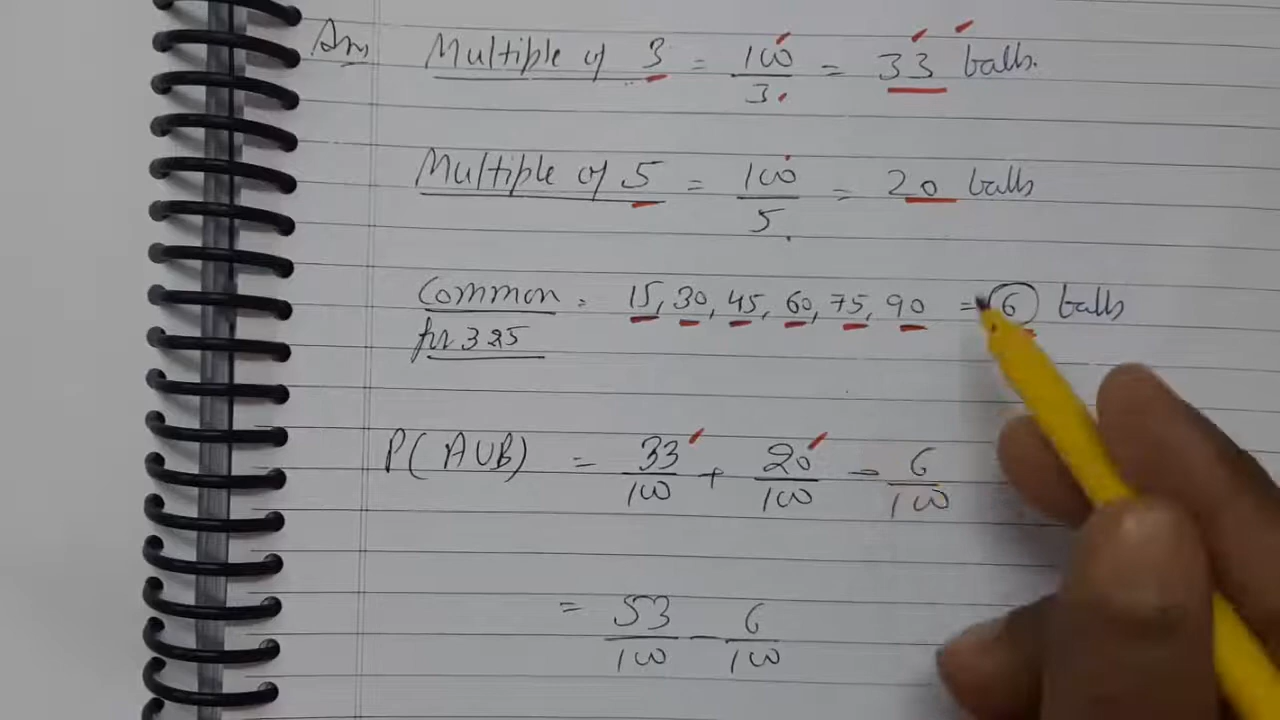 Ans Multiple of 3 = 100/3 = 33 balls.
Multiple of 5 = 100/5 = 20 balls
Common = 15, 30, 45, 60, 75, 90 = 6 balls
for 3 & 5
P(AUB) = 33/100 + 20/100 - 6/100
= 53/100 - 6/100